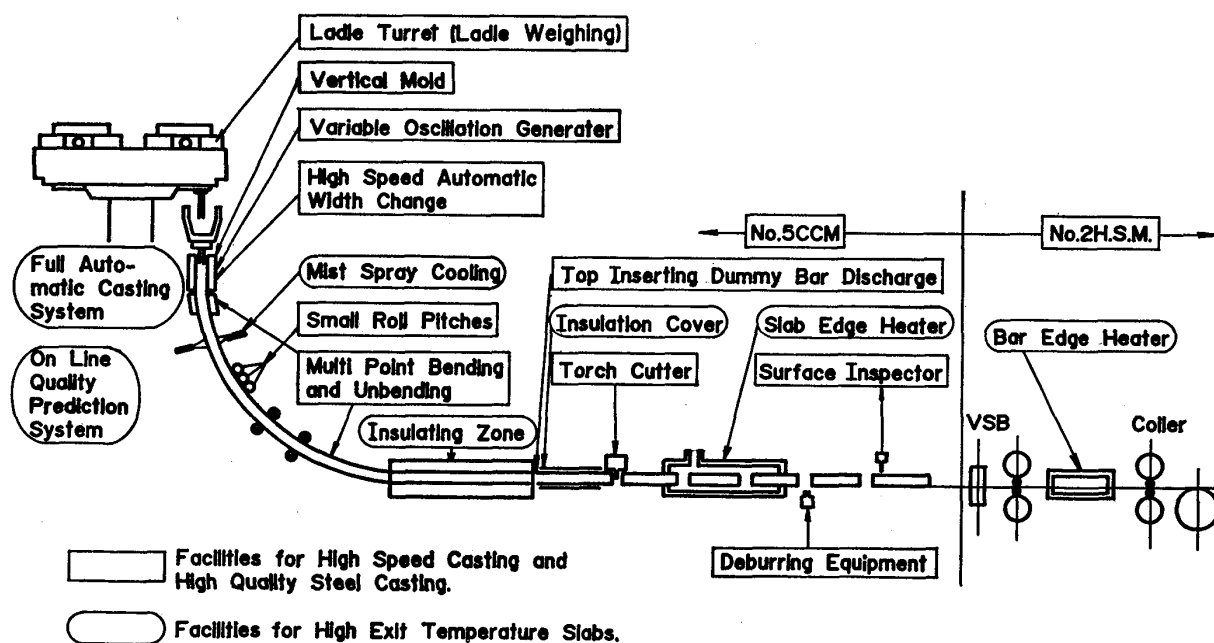 Ladle Turret (Ladle Weighing)
Vertical Mold
Variable Oscillation Generater
High Speed Automatic
Width Change
No.5CCM
No.2H.S.M.
Full Auto-
matic Casting
System
Mist Spray Cooling
Top Inserting Dummy Bar Discharge
Small Roll Pitches
Insulation Cover
Slab Edge Heater
Bar Edge Heater
On Line
Quality
Prediction
System
Multi Point Bending
and Unbending
Torch Cutter
Surface Inspector
Insulating Zone
VSB
Coiler
Deburring Equipment
Facilities for High Speed Casting and
High Quality Steel Casting.
Facilities for High Exit Temperature Slabs.